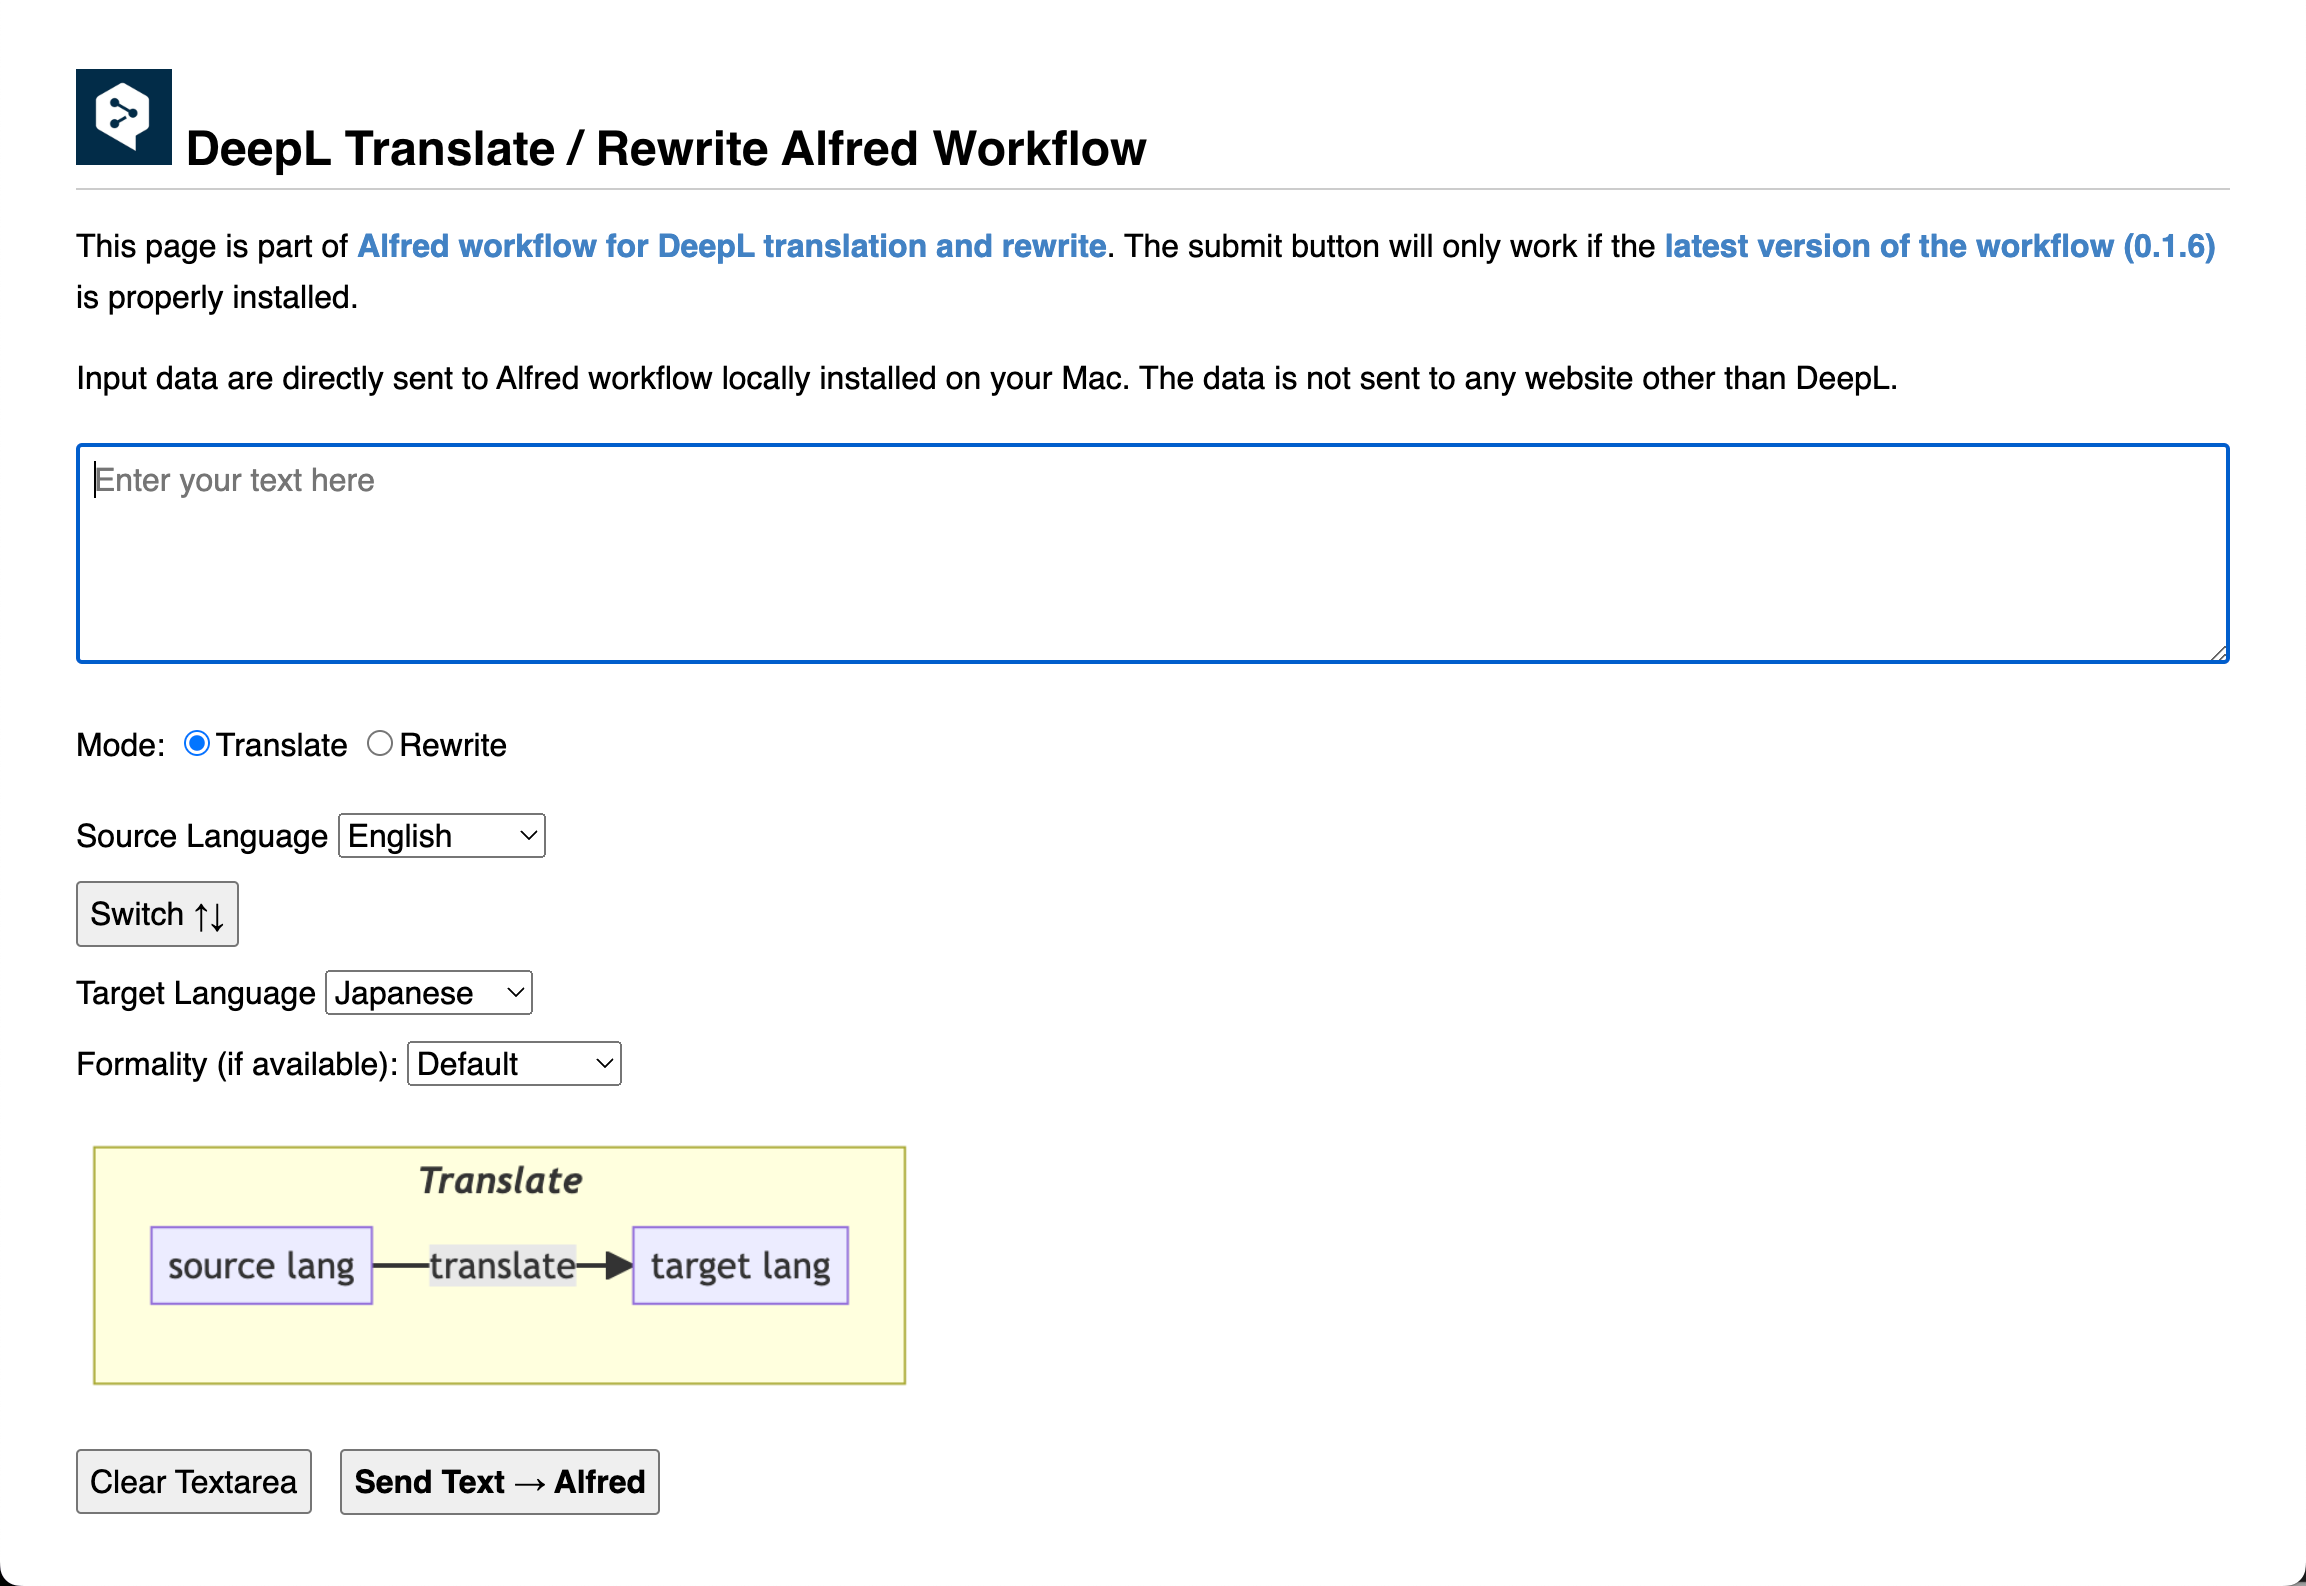 DeepL Translate / Rewrite Alfred Workflow
This page is part of Alfred workflow for DeepL translation and rewrite. The submit button will only work if the latest version of the workflow (0.1.6)
is properly installed.
Input data are directly sent to Alfred workflow locally installed on your Mac. The data is not sent to any website other than DeepL.
Enter your text here
Mode: Translate Rewrite
Source Language English
Switch ↑↓
Target Language Japanese
Formality (if available): Default
Translate
source lang translate target lang
Clear Textarea Send Text → Alfred